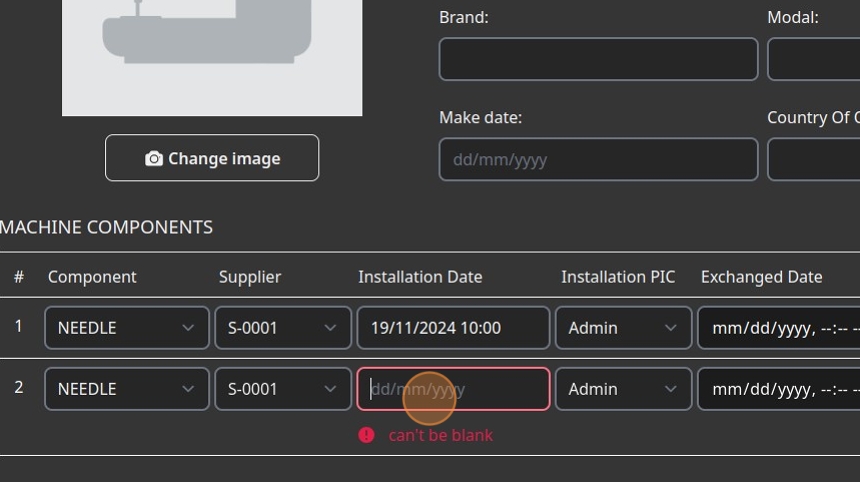 Brand:
Modal:
Make date:
Country Of
dd/mm/yyyy
Change image
MACHINE COMPONENTS
# Component Supplier Installation Date Installation PIC Exchanged Date
1 NEEDLE S-0001 19/11/2024 10:00 Admin mm/dd/yyyy, --:-- --
2 NEEDLE S-0001 dd/mm/yyyy Admin mm/dd/yyyy, --:-- --
can't be blank